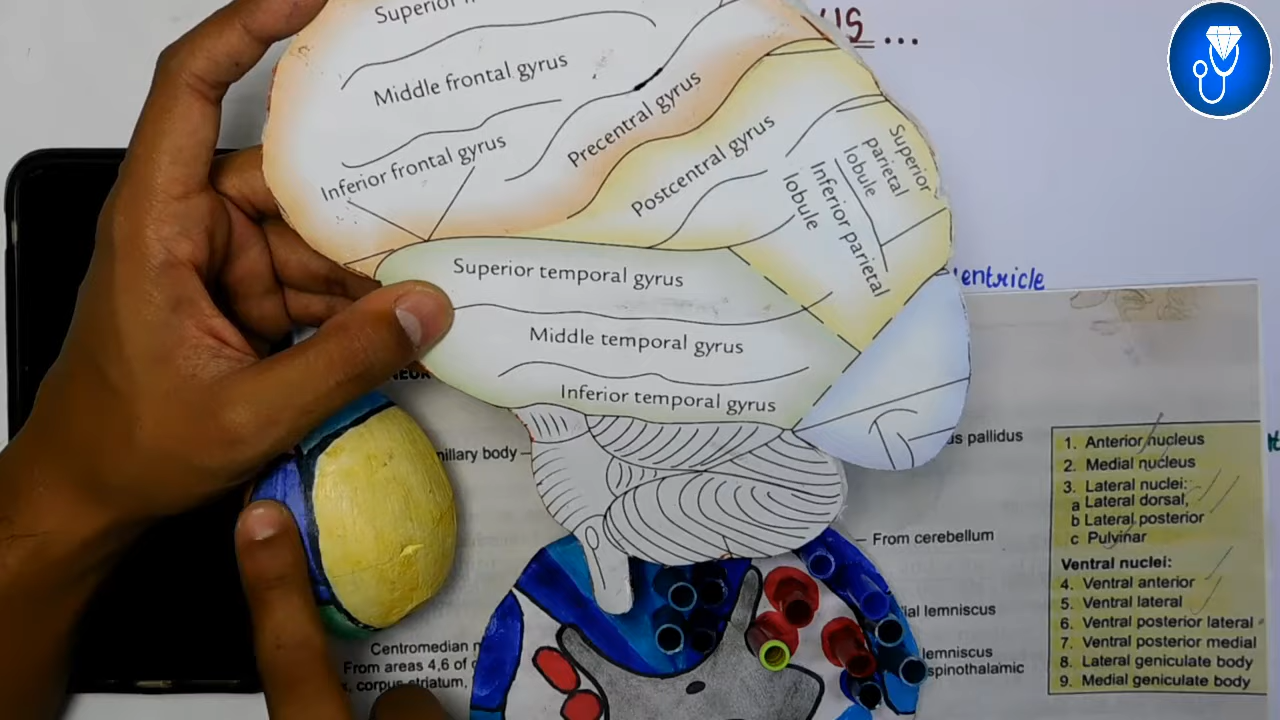 Superior
US ...
Middle frontal gyrus
Inferior frontal gyrus
Precentral gyrus
Postcentral gyrus
Superior
parietal
lobule
Inferior parietal
lobule
Superior temporal gyrus
Middle temporal gyrus
Inferior temporal gyrus
entricle
NEUR
millary body
us pallidus
From cerebellum
ial lemniscus
lemniscus
spinothalamic
Centromedian n
From areas 4,6 of c
, corpus striatum,
1. Anterior nucleus
2. Medial nucleus
3. Lateral nuclei:
a Lateral dorsal,
b Lateral posterior
c Pulvinar
Ventral nuclei:
4. Ventral anterior
5. Ventral lateral
6. Ventral posterior lateral
7. Ventral posterior medial
8. Lateral geniculate body
9. Medial geniculate body